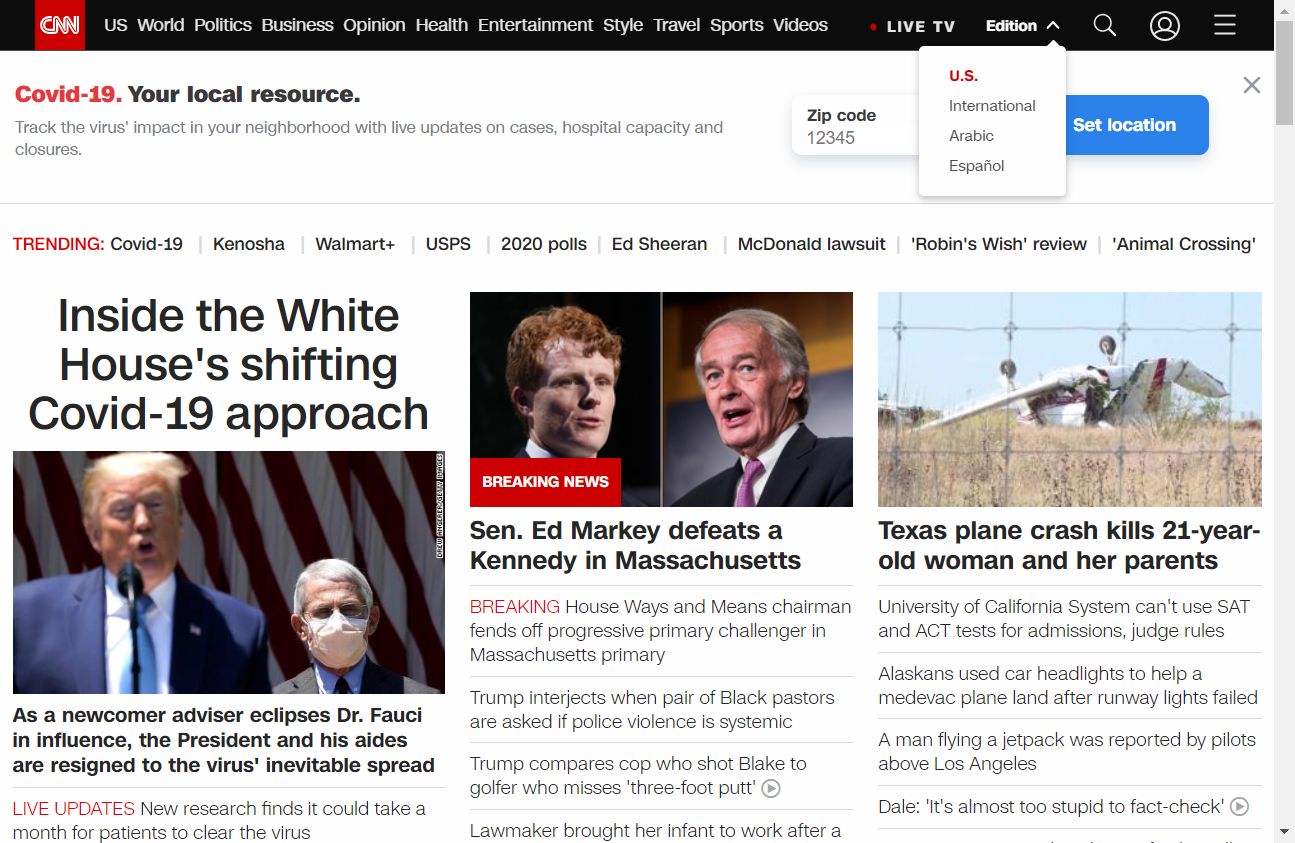 CNN
US World Politics Business Opinion Health Entertainment Style Travel Sports Videos
LIVE TV
Edition
U.S.
International
Arabic
Español
Covid-19. Your local resource.
Track the virus' impact in your neighborhood with live updates on cases, hospital capacity and
closures.
Zip code
12345
Set location
TRENDING: Covid-19 | Kenosha | Walmart+ | USPS | 2020 polls | Ed Sheeran | McDonald lawsuit | 'Robin's Wish' review | 'Animal Crossing'
Inside the White
House's shifting
Covid-19 approach
DREW ANGERER/GETTY IMAGES
As a newcomer adviser eclipses Dr. Fauci
in influence, the President and his aides
are resigned to the virus' inevitable spread
LIVE UPDATES New research finds it could take a
month for patients to clear the virus
BREAKING NEWS
Sen. Ed Markey defeats a
Kennedy in Massachusetts
BREAKING House Ways and Means chairman
fends off progressive primary challenger in
Massachusetts primary
Trump interjects when pair of Black pastors
are asked if police violence is systemic
Trump compares cop who shot Blake to
golfer who misses 'three-foot putt'
Lawmaker brought her infant to work after a
Texas plane crash kills 21-year-
old woman and her parents
University of California System can't use SAT
and ACT tests for admissions, judge rules
Alaskans used car headlights to help a
medevac plane land after runway lights failed
A man flying a jetpack was reported by pilots
above Los Angeles
Dale: 'It's almost too stupid to fact-check'